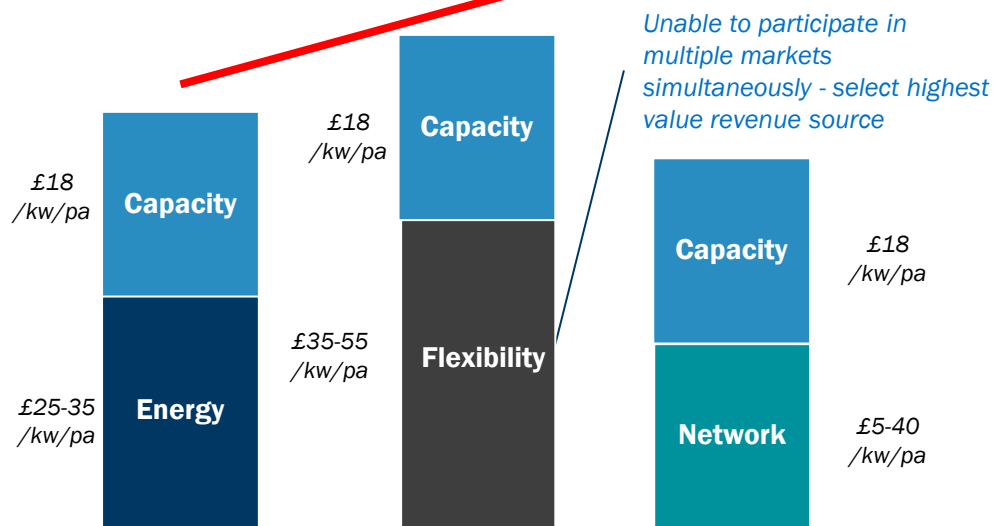 Unable to participate in
multiple markets
simultaneously - select highest
value revenue source
£18
/kw/pa
Capacity
£25-35
/kw/pa
Energy
£18
/kw/pa
Capacity
£35-55
/kw/pa
Flexibility
Capacity
£18
/kw/pa
Network
£5-40
/kw/pa